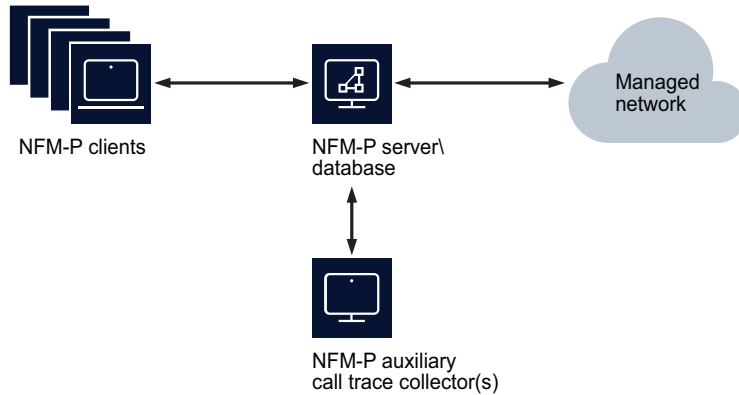 NFM-P clients
NFM-P server\
database
Managed
network
NFM-P auxiliary
call trace collector(s)